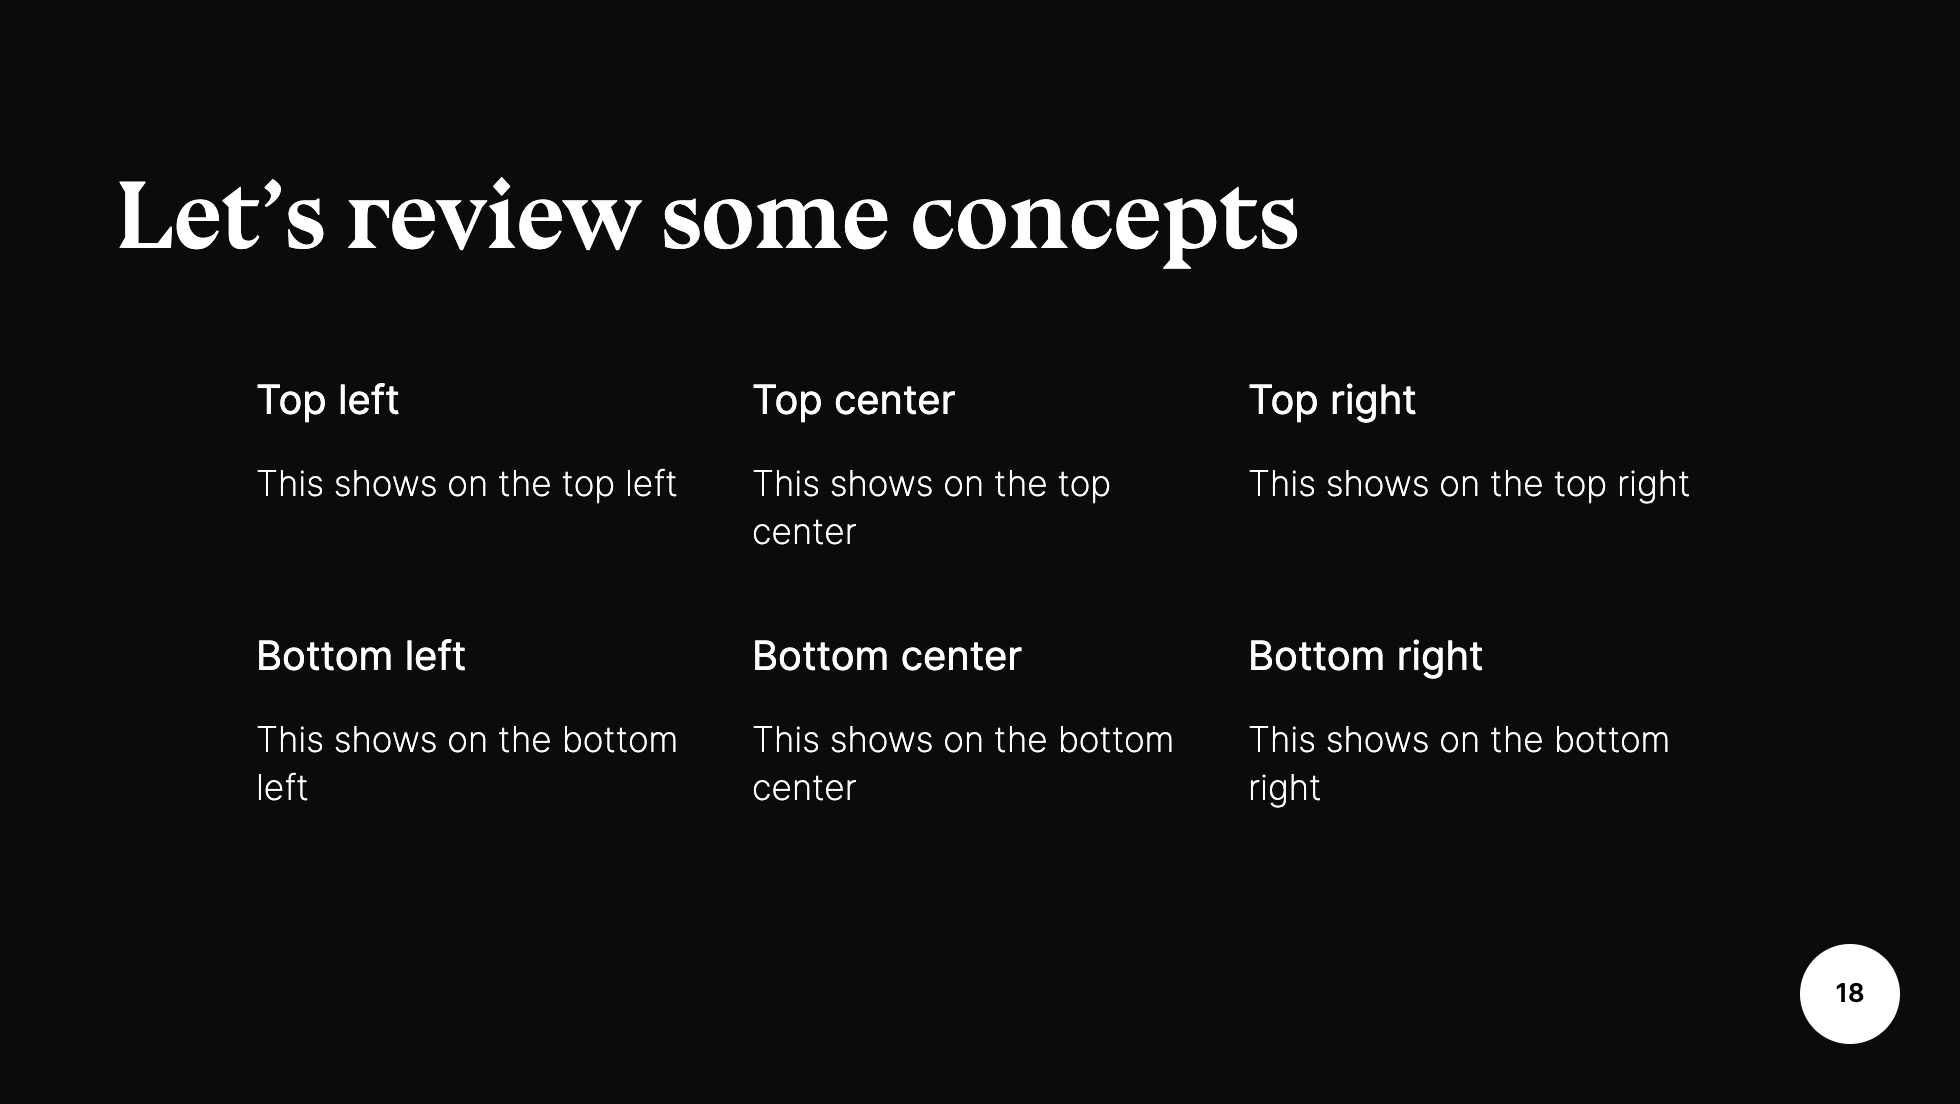 Let’s review some concepts
Top left
This shows on the top left
Top center
This shows on the top
center
Top right
This shows on the top right
Bottom left
This shows on the bottom
left
Bottom center
This shows on the bottom
center
Bottom right
This shows on the bottom
right
18